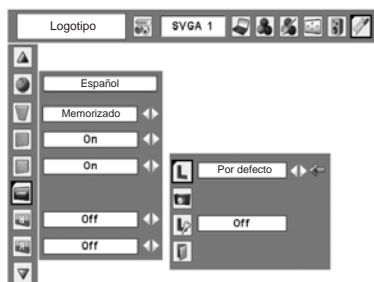 Logotipo
SVGA 1
Español
Memorizado
On
On
Por defecto
Off
Off
Off